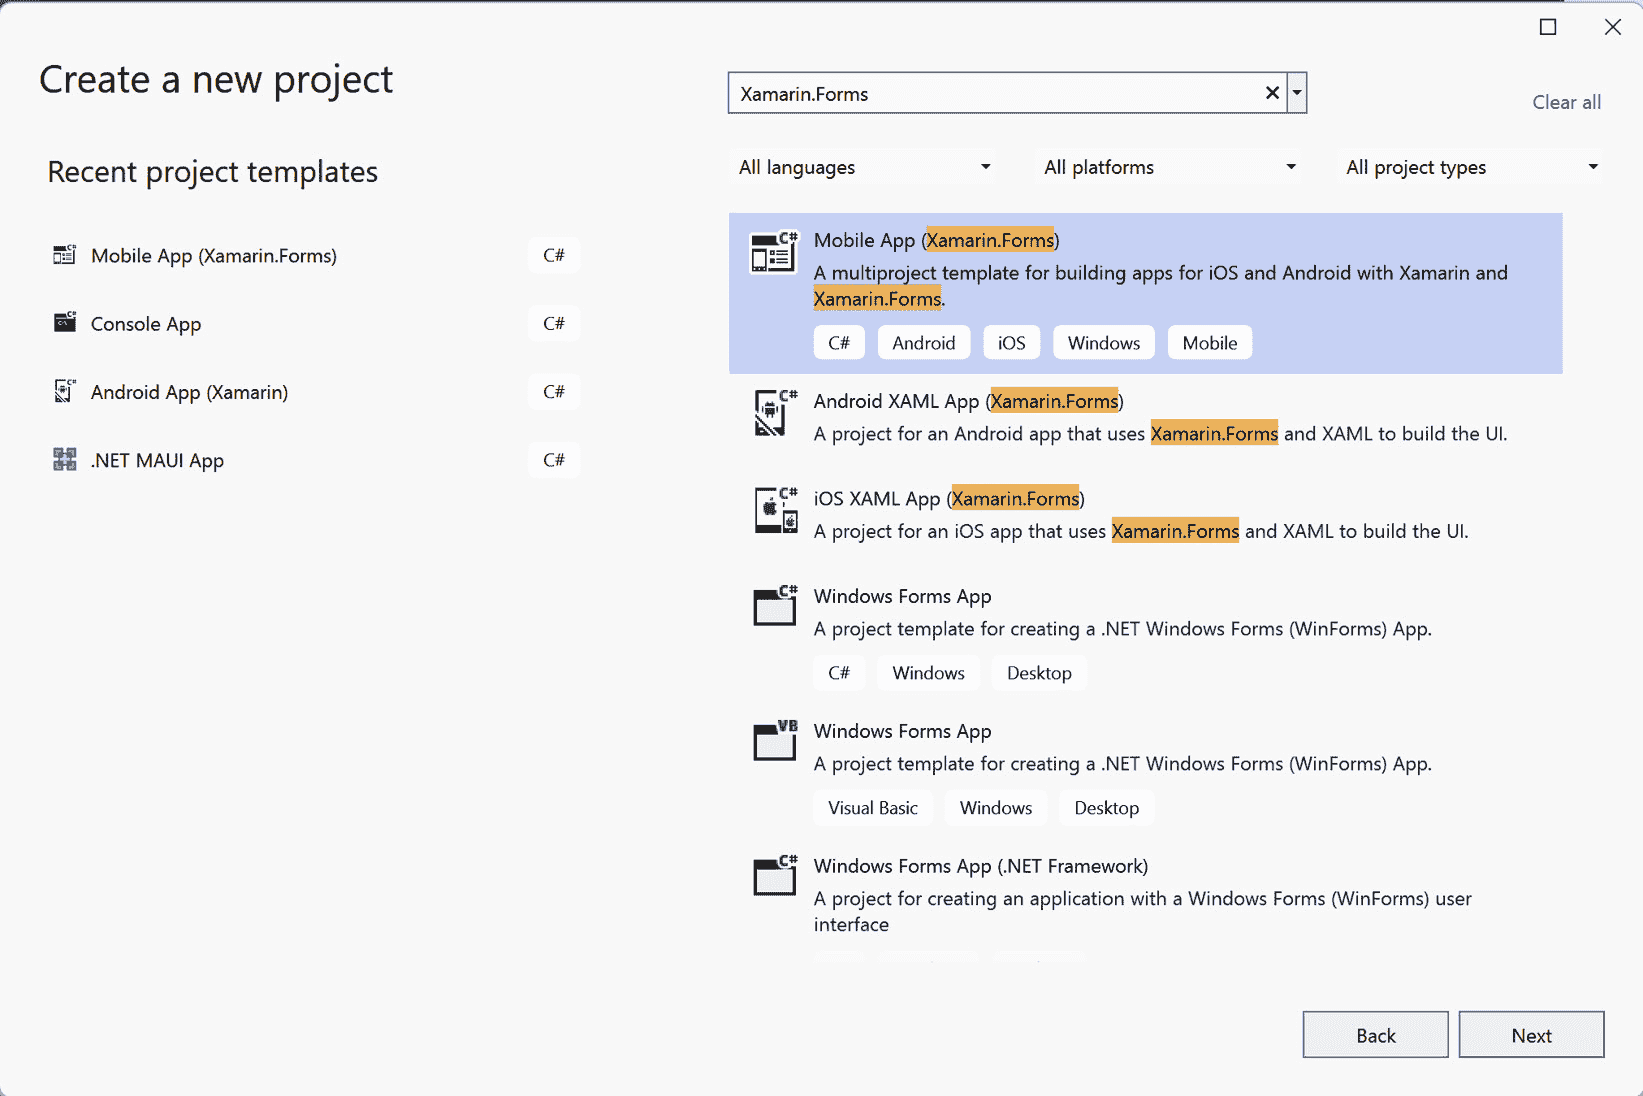 Create a new project
Xamarin.Forms
Clear all
Recent project templates
All languages
All platforms
All project types
Mobile App (Xamarin.Forms) C#
Console App C#
Android App (Xamarin) C#
.NET MAUI App C#
C#
Mobile App (Xamarin.Forms)
A multiproject template for building apps for iOS and Android with Xamarin and
Xamarin.Forms.
C# Android iOS Windows Mobile
C#
Android XAML App (Xamarin.Forms)
A project for an Android app that uses Xamarin.Forms and XAML to build the UI.
C#
iOS XAML App (Xamarin.Forms)
A project for an iOS app that uses Xamarin.Forms and XAML to build the UI.
C#
Windows Forms App
A project template for creating a .NET Windows Forms (WinForms) App.
C# Windows Desktop
VB
Windows Forms App
A project template for creating a .NET Windows Forms (WinForms) App.
Visual Basic Windows Desktop
C#
Windows Forms App (.NET Framework)
A project for creating an application with a Windows Forms (WinForms) user
interface
Back
Next